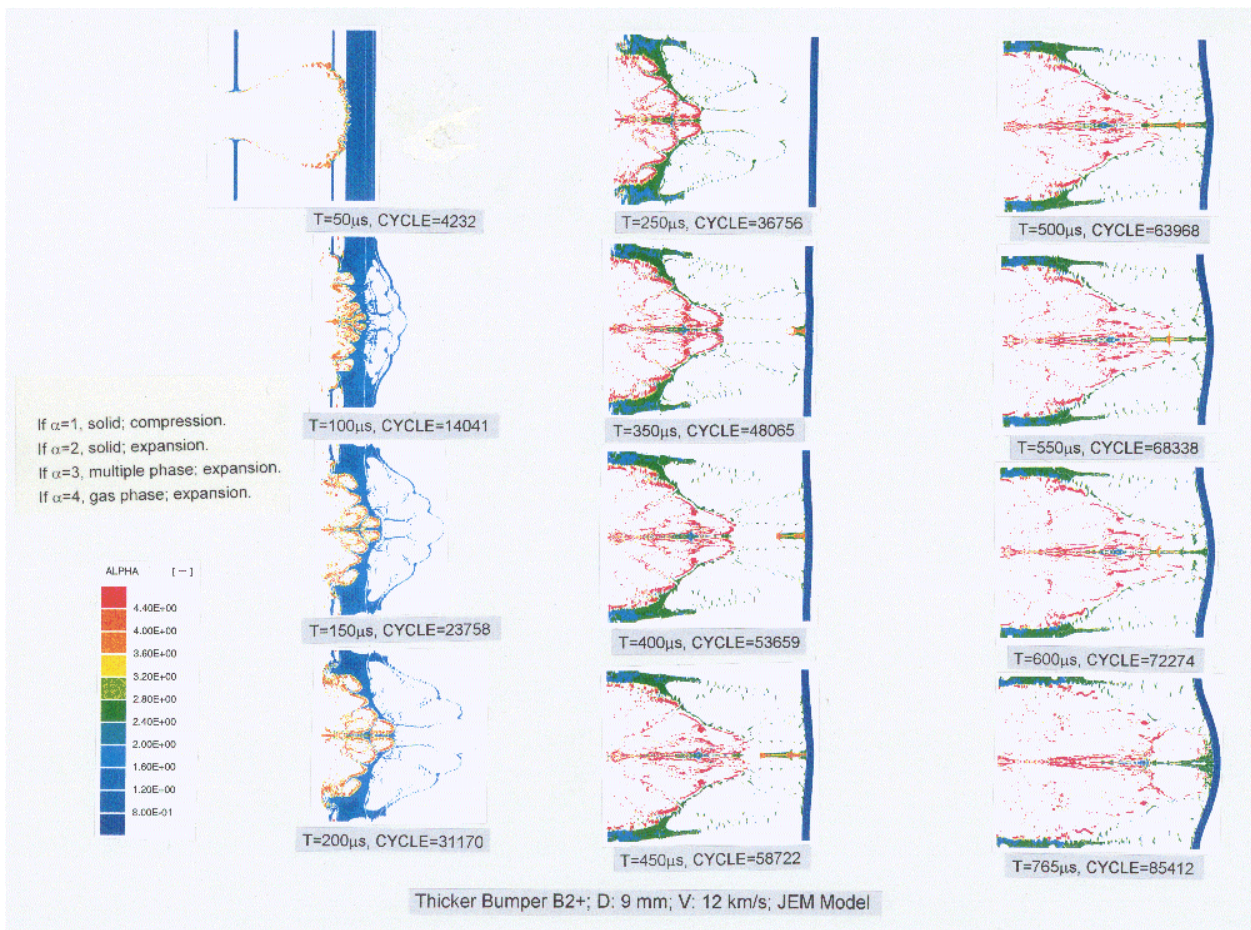 T=50μs, CYCLE=4232
T=100μs, CYCLE=14041
T=150μs, CYCLE=23758
T=200μs, CYCLE=31170
T=250μs, CYCLE=36756
T=350μs, CYCLE=48065
T=400μs, CYCLE=53659
T=450μs, CYCLE=58722
T=500μs, CYCLE=63968
T=550μs, CYCLE=68338
T=600μs, CYCLE=72274
T=765μs, CYCLE=85412
If α=1, solid; compression.
If α=2, solid; expansion.
If α=3, multiple phase; expansion.
If α=4, gas phase; expansion.
ALPHA [−]
4.40E+00
4.00E+00
3.60E+00
3.20E+00
2.80E+00
2.40E+00
2.00E+00
1.60E+00
1.20E+00
8.00E-01
Thicker Bumper B2+; D: 9 mm; V: 12 km/s; JEM Model